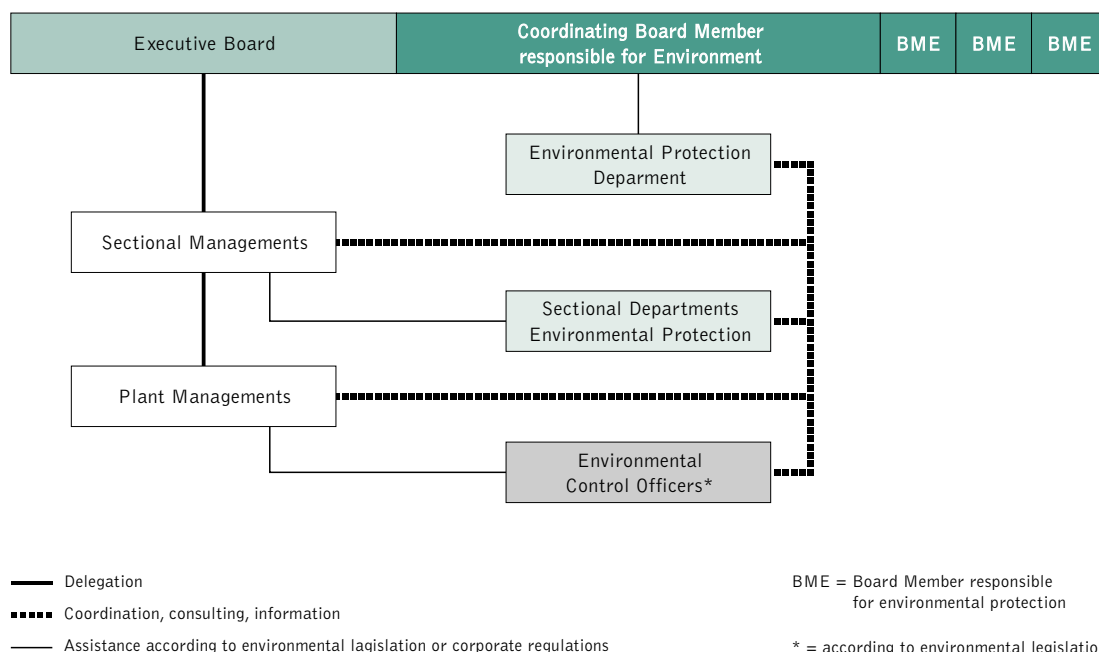 Executive Board
Coordinating Board Member
responsible for Environment
BME
BME
BME
Environmental Protection
Deparment
Sectional Managements
Sectional Departments
Environmental Protection
Plant Managements
Environmental
Control Officers*
Delegation
Coordination, consulting, information
Assistance according to environmental lagislation or corporate regulations
BME = Board Member responsible
for environmental protection
* = according to environmental legislatio